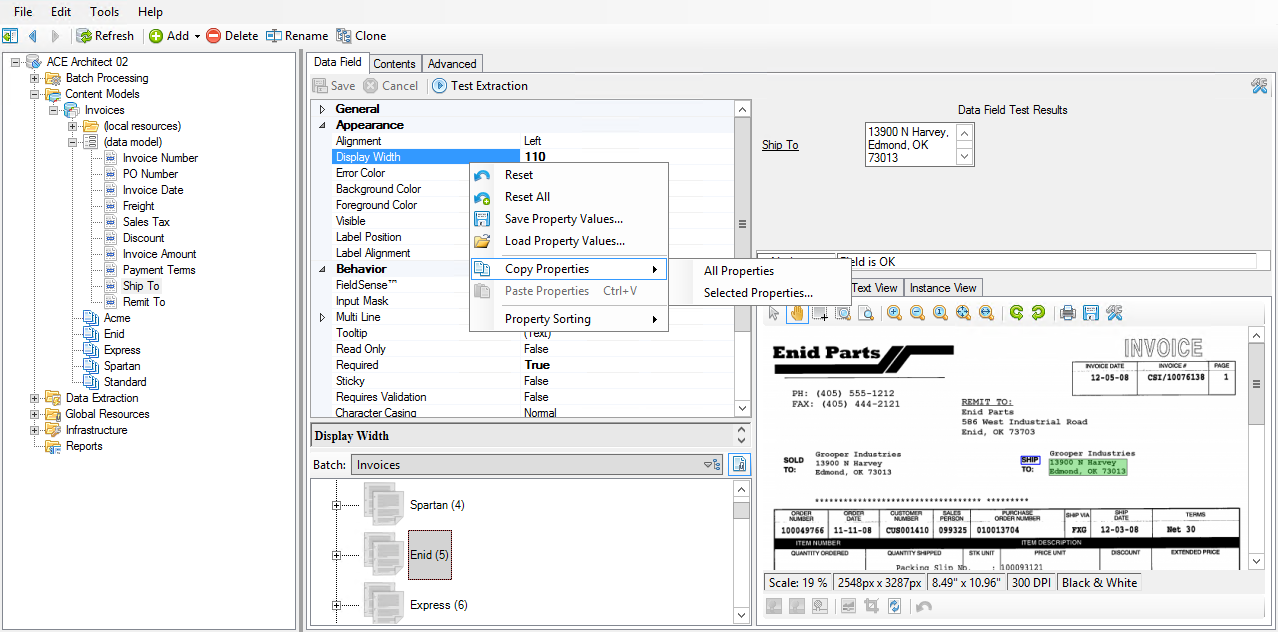 File Edit Tools Help
Refresh Add Delete Rename Clone
ACE Architect 02
Batch Processing
Content Models
Invoices
(local resources)
(data model)
Invoice Number
PO Number
Invoice Date
Freight
Sales Tax
Discount
Invoice Amount
Payment Terms
Ship To
Remit To
Acme
Enid
Express
Spartan
Standard
Data Extraction
Global Resources
Infrastructure
Reports
Data Field Contents Advanced
Save Cancel Test Extraction
General
Appearance
Alignment Left
Display Width 110
Error Color
Background Color
Foreground Color
Visible
Label Position
Label Alignment
Behavior
FieldSense™
Input Mask
Multi Line
Tooltip (Text)
Read Only False
Required True
Sticky False
Requires Validation False
Character Casing Normal
Reset
Reset All
Save Property Values...
Load Property Values...
Copy Properties
Paste Properties Ctrl+V
Property Sorting
All Properties
Selected Properties...
Display Width
Batch: Invoices
Spartan (4)
Enid (5)
Express (6)
Data Field Test Results
Ship To
13900 N Harvey,
Edmond, OK
73013
Field is OK
Text View Instance View
Enid Parts
INVOICE
INVOICE DATE INVOICE # PAGE
12-05-08 CSI/10076138 1
PH: (405) 555-1212
FAX: (405) 444-2121
REMIT TO:
Enid Parts
586 West Industrial Road
Enid, OK 73703
SOLD
TO:
Grooper Industries
13900 N Harvey
Edmond, OK 73013
SHIP
TO:
Grooper Industries
13900 N Harvey
Edmond, OK 73013
ORDER NUMBER ORDER DATE CUSTOMER NUMBER SALES PERSON PURCHASE ORDER NUMBER SHIP VIA SHIP DATE TERMS
100049766 11-11-08 CUS001410 099325 010013704 FXG 12-03-08 Net 30
ITEM NUMBER ITEM DESCRIPTION
QUANTITY ORDERED QUANTITY SHIPPED STK UNIT PRICE UNIT DISCOUNT EXTENDED PRICE
Packing Slip No. : 100093121
Scale: 19 % 2548px x 3287px 8.49" x 10.96" 300 DPI Black & White